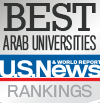 BEST
ARAB UNIVERSITIES
U.S.News
& WORLD REPORT
RANKINGS